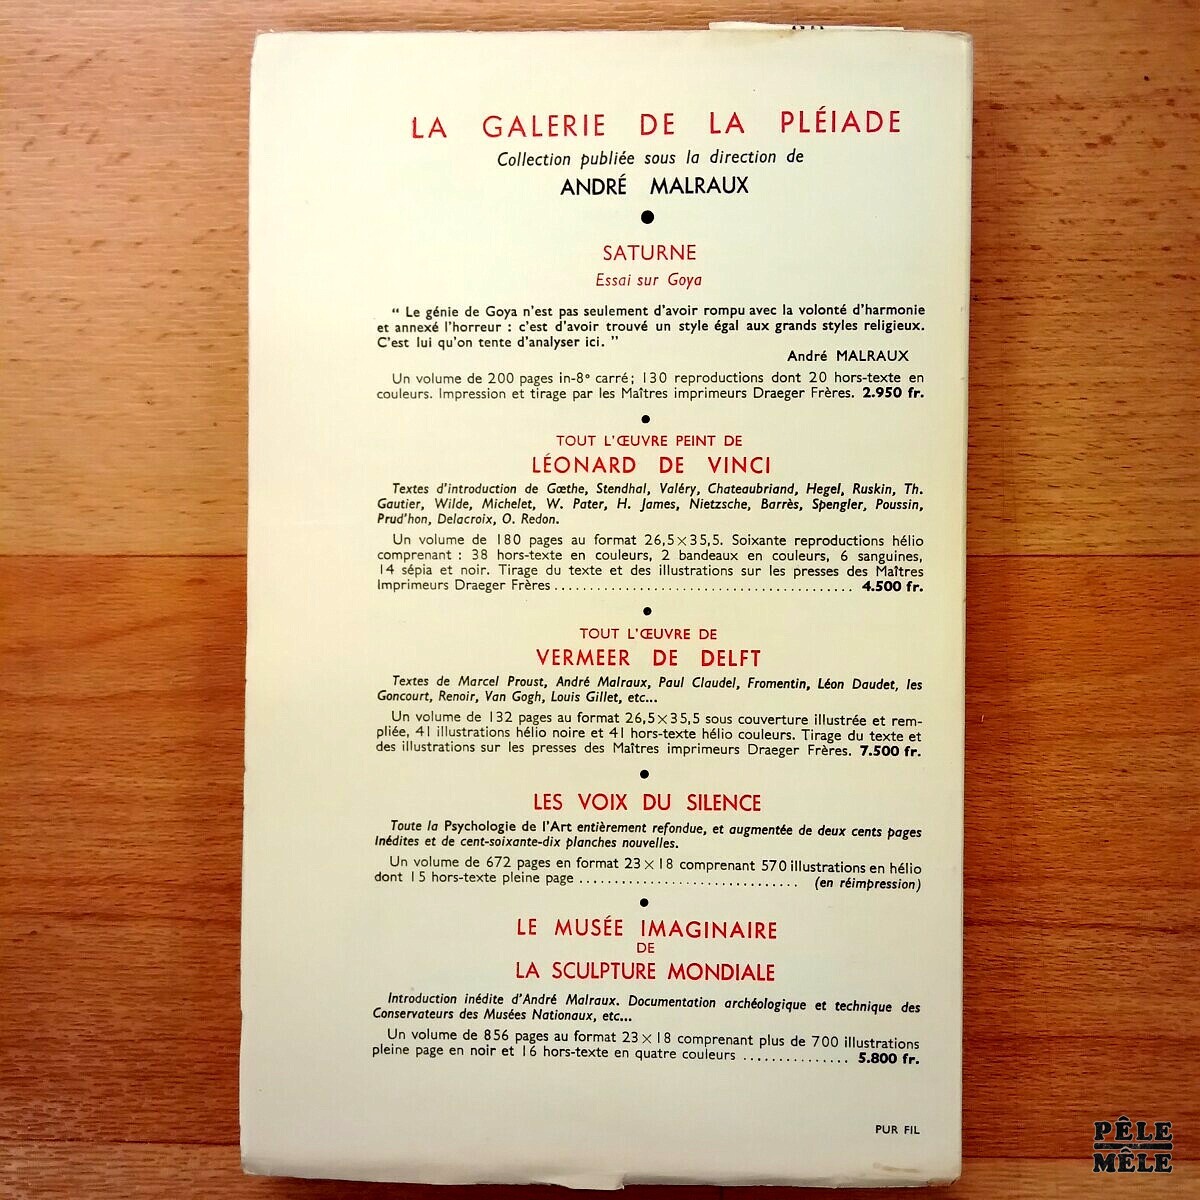 LA GALERIE DE LA PLÉIADE
Collection publiée sous la direction de
ANDRÉ MALRAUX
●
SATURNE
Essai sur Goya
“ Le génie de Goya n'est pas seulement d'avoir rompu avec la volonté d'harmonie
et annexé l'horreur : c'est d'avoir trouvé un style égal aux grands styles religieux.
C'est lui qu'on tente d'analyser ici. ”
André MALRAUX
Un volume de 200 pages in-8° carré; 130 reproductions dont 20 hors-texte en
couleurs. Impression et tirage par les Maîtres imprimeurs Draeger Frères. 2.950 fr.
●
TOUT L'ŒUVRE PEINT DE
LÉONARD DE VINCI
Textes d'introduction de Gœthe, Stendhal, Valéry, Chateaubriand, Hegel, Ruskin, Th.
Gautier, Wilde, Michelet, W. Pater, H. James, Nietzsche, Barrès, Spengler, Poussin,
Prud'hon, Delacroix, O. Redon.
Un volume de 180 pages au format 26,5×35,5. Soixante reproductions hélio
comprenant : 38 hors-texte en couleurs, 2 bandeaux en couleurs, 6 sanguines,
14 sépia et noir. Tirage du texte et des illustrations sur les presses des Maîtres
Imprimeurs Draeger Frères ........................................ 4.500 fr.
●
TOUT L'ŒUVRE DE
VERMEER DE DELFT
Textes de Marcel Proust, André Malraux, Paul Claudel, Fromentin, Léon Daudet, les
Goncourt, Renoir, Van Gogh, Louis Gillet, etc...
Un volume de 132 pages au format 26,5×35,5 sous couverture illustrée et rem-
pliée, 41 illustrations hélio noire et 41 hors-texte hélio couleurs. Tirage du texte et
des illustrations sur les presses des Maîtres imprimeurs Draeger Frères. 7.500 fr.
●
LES VOIX DU SILENCE
Toute la Psychologie de l'Art entièrement refondue, et augmentée de deux cents pages
Inédites et de cent-soixante-dix planches nouvelles.
Un volume de 672 pages en format 23×18 comprenant 570 illustrations en hélio
dont 15 hors-texte pleine page .............................. (en réimpression)
●
LE MUSÉE IMAGINAIRE
DE
LA SCULPTURE MONDIALE
Introduction inédite d'André Malraux. Documentation archéologique et technique des
Conservateurs des Musées Nationaux, etc...
Un volume de 856 pages au format 23×18 comprenant plus de 700 illustrations
pleine page en noir et 16 hors-texte en quatre couleurs ............... 5.800 fr.
PUR FIL
PÊLE
MÊLE